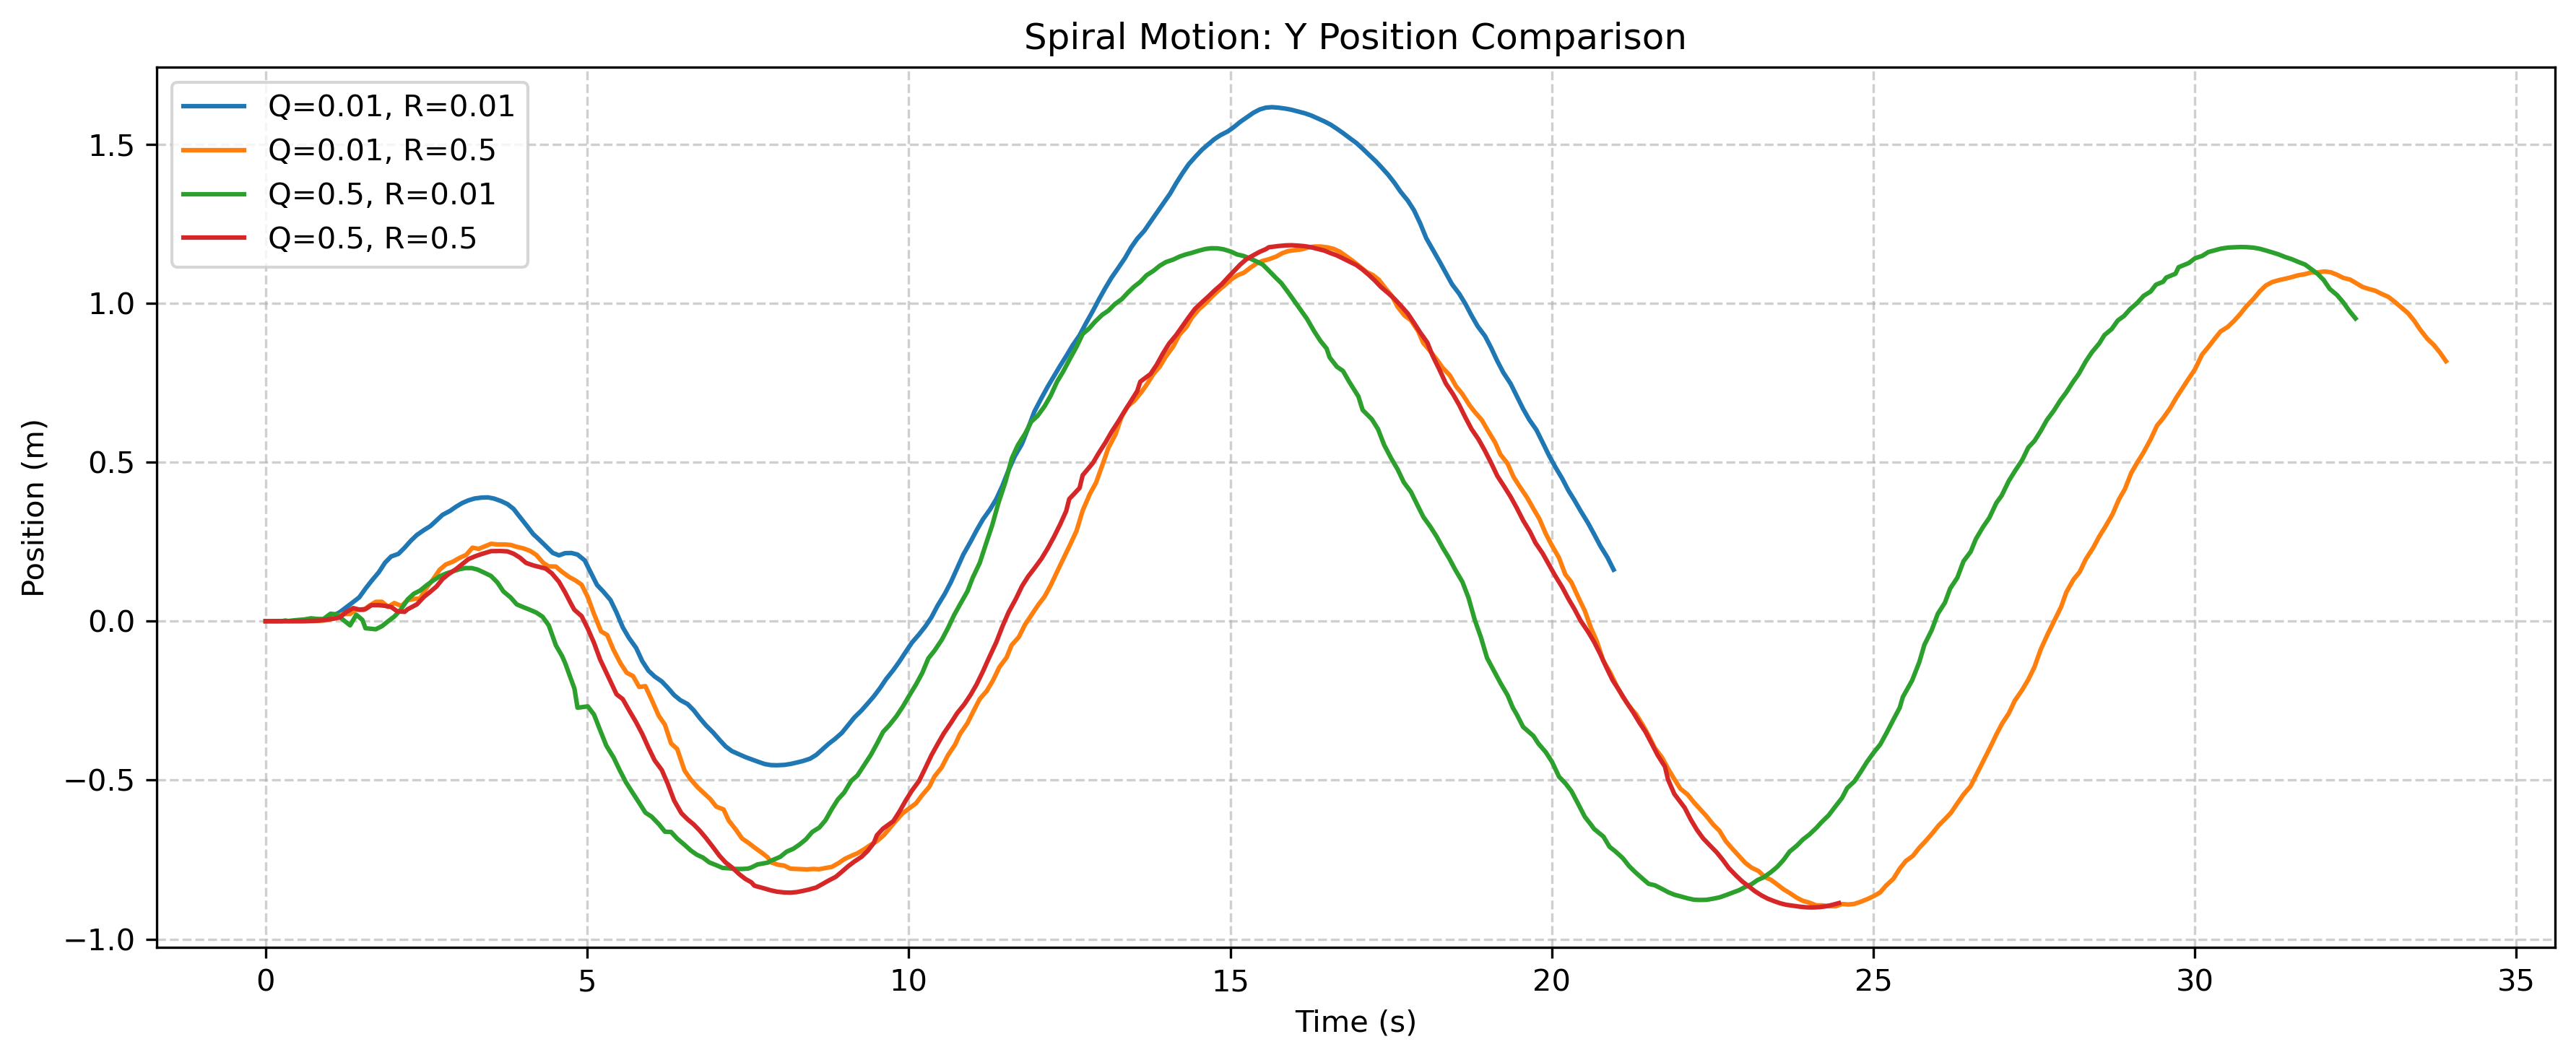 Spiral Motion: Y Position Comparison
Q=0.01, R=0.01
Q=0.01, R=0.5
Q=0.5, R=0.01
Q=0.5, R=0.5
Position (m)
1.5
1.0
0.5
0.0
−0.5
−1.0
0 5 10 15 20 25 30 35
Time (s)